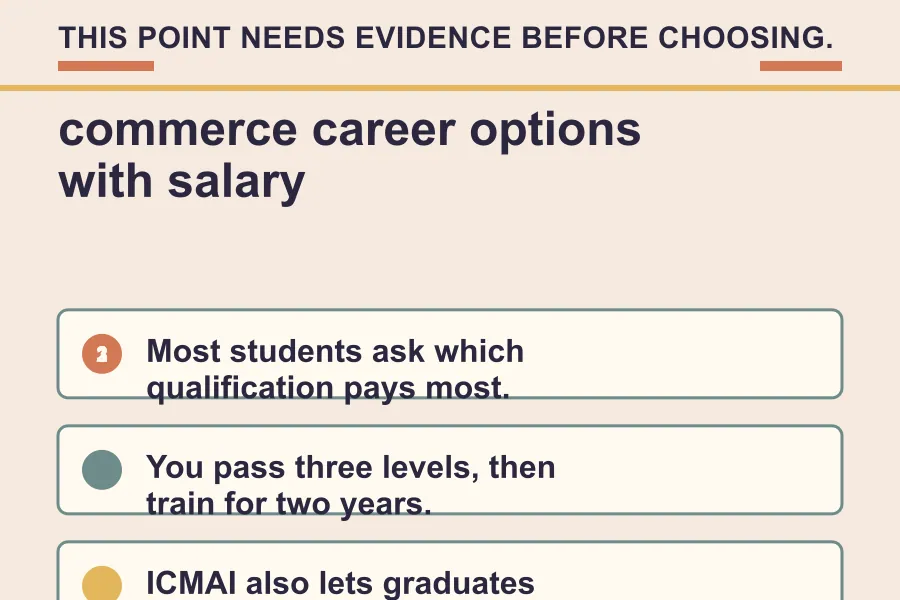 THIS POINT NEEDS EVIDENCE BEFORE CHOOSING.
commerce career options
with salary
Most students ask which
qualification pays most.
You pass three levels, then
train for two years.
ICMAI also lets graduates